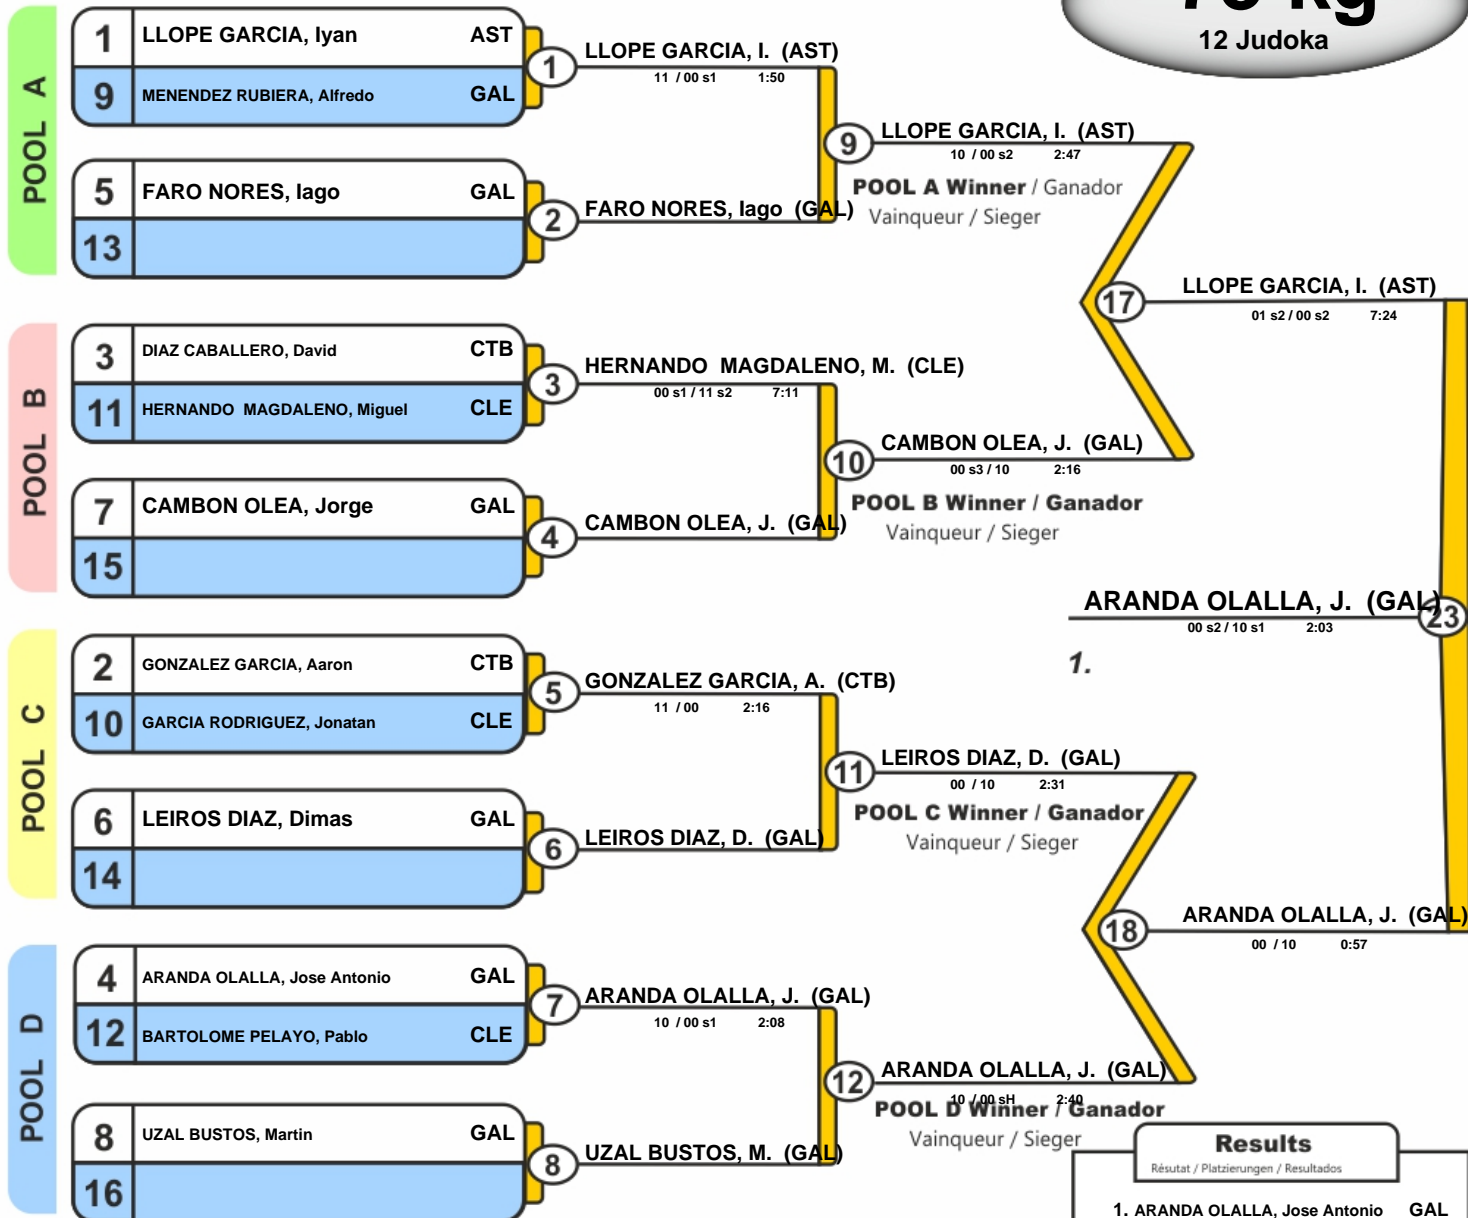 12 Judoka
POOL A
1 LLOPE GARCIA, Iyan AST
9 MENENDEZ RUBIERA, Alfredo GAL
1
LLOPE GARCIA, I. (AST)
11 / 00 s1 1:50
5 FARO NORES, Iago GAL
13
2
FARO NORES, Iago (GAL)
9
LLOPE GARCIA, I. (AST)
10 / 00 s2 2:47
POOL A Winner / Ganador
Vainqueur / Sieger
POOL B
3 DIAZ CABALLERO, David CTB
11 HERNANDO MAGDALENO, Miguel CLE
3
HERNANDO MAGDALENO, M. (CLE)
00 s1 / 11 s2 7:11
7 CAMBON OLEA, Jorge GAL
15
4
CAMBON OLEA, J. (GAL)
10
CAMBON OLEA, J. (GAL)
00 s3 / 10 2:16
POOL B Winner / Ganador
Vainqueur / Sieger
17
LLOPE GARCIA, I. (AST)
01 s2 / 00 s2 7:24
ARANDA OLALLA, J. (GAL)
23
00 s2 / 10 s1 2:03
1.
POOL C
2 GONZALEZ GARCIA, Aaron CTB
10 GARCIA RODRIGUEZ, Jonatan CLE
5
GONZALEZ GARCIA, A. (CTB)
11 / 00 2:16
6 LEIROS DIAZ, Dimas GAL
14
6
LEIROS DIAZ, D. (GAL)
11
LEIROS DIAZ, D. (GAL)
00 / 10 2:31
POOL C Winner / Ganador
Vainqueur / Sieger
POOL D
4 ARANDA OLALLA, Jose Antonio GAL
12 BARTOLOME PELAYO, Pablo CLE
7
ARANDA OLALLA, J. (GAL)
10 / 00 s1 2:08
8 UZAL BUSTOS, Martin GAL
16
8
UZAL BUSTOS, M. (GAL)
12
ARANDA OLALLA, J. (GAL)
10 / 00 sH 2:40
POOL D Winner / Ganador
Vainqueur / Sieger
18
ARANDA OLALLA, J. (GAL)
00 / 10 0:57
Results
Résutat / Platzierungen / Resultados
1. ARANDA OLALLA, Jose Antonio GAL